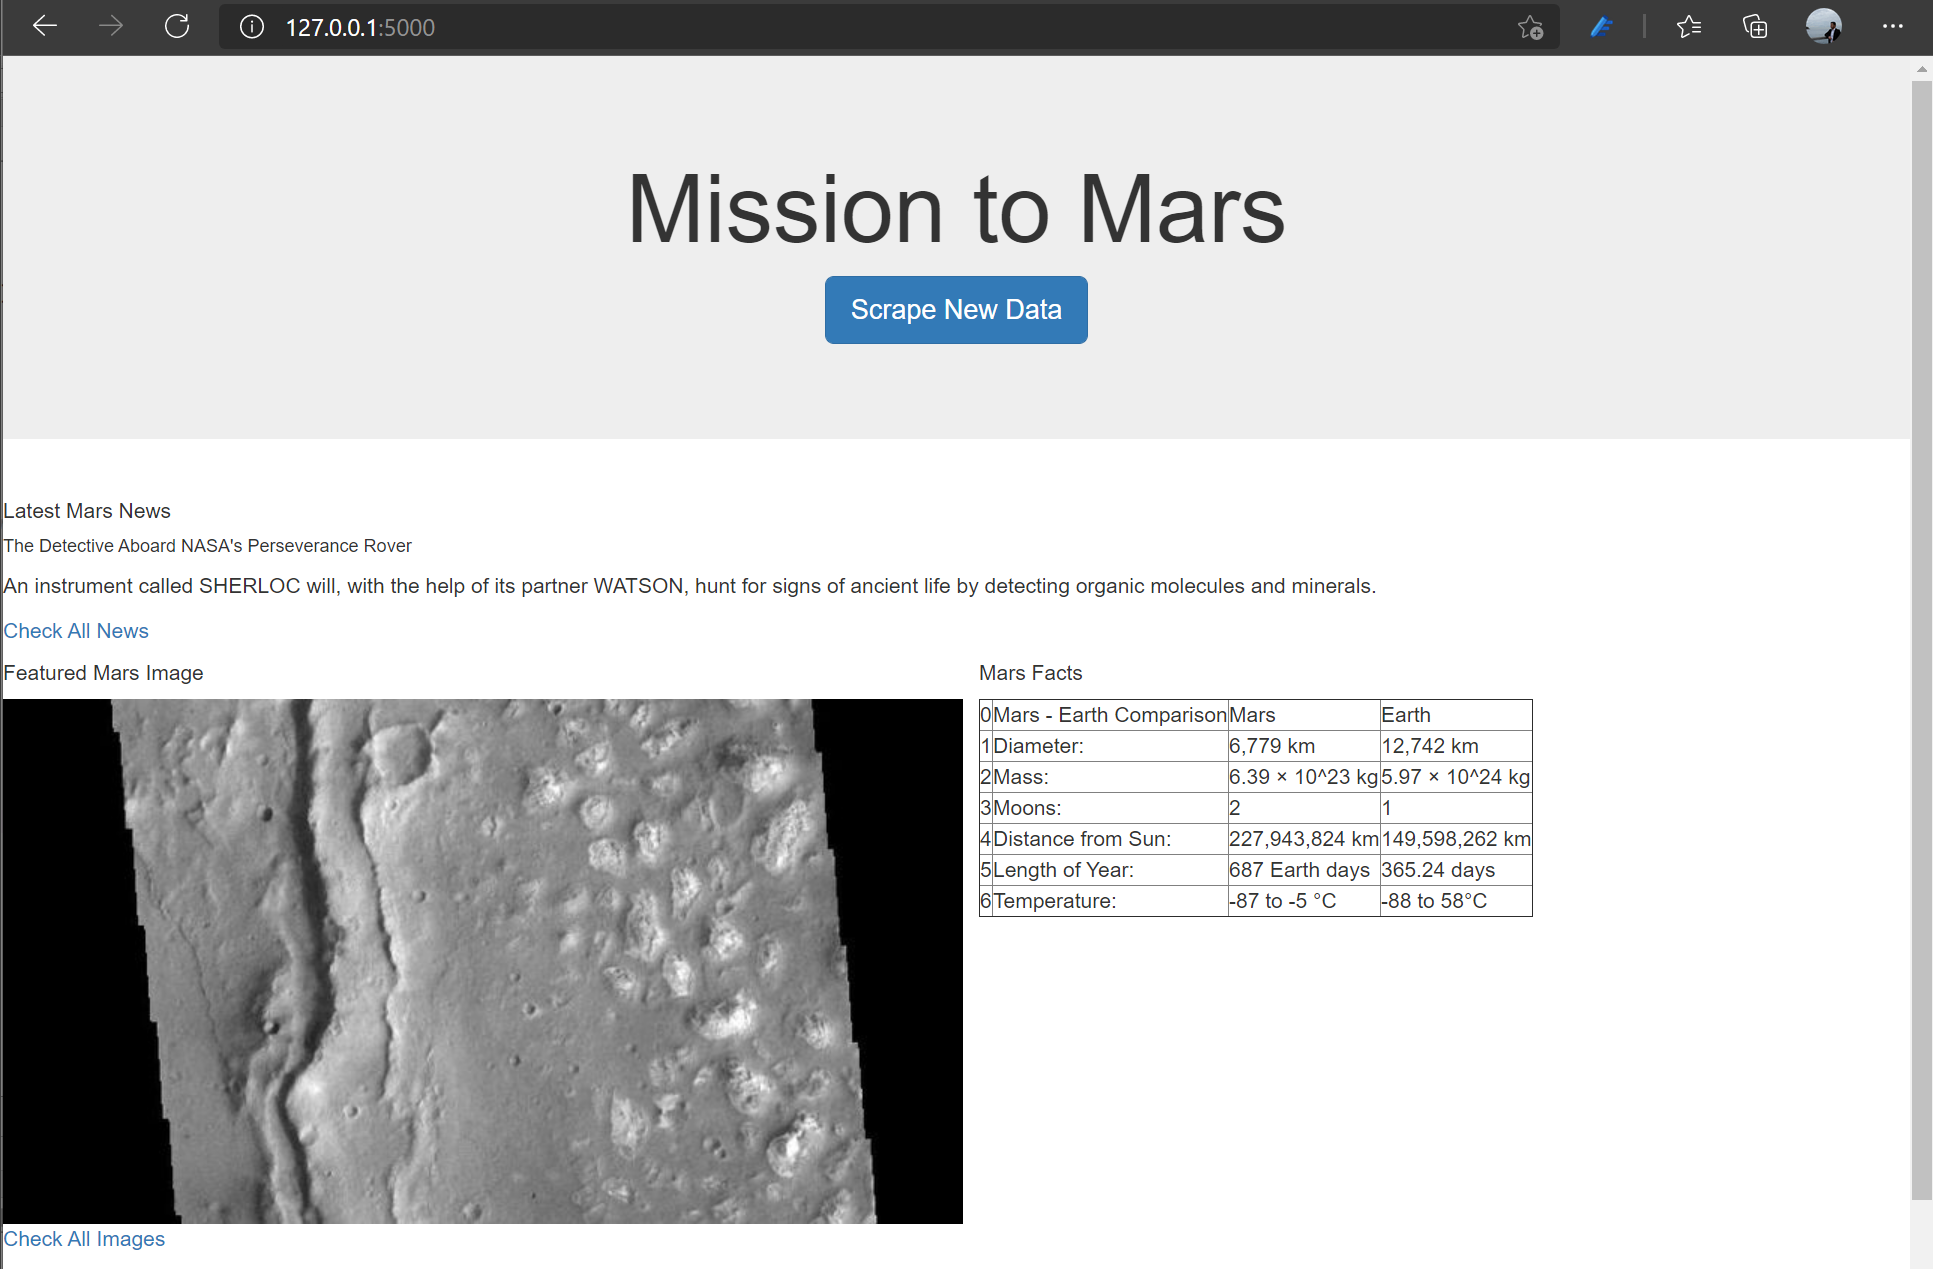 127.0.0.1:5000
Mission to Mars
Scrape New Data
Latest Mars News
The Detective Aboard NASA's Perseverance Rover
An instrument called SHERLOC will, with the help of its partner WATSON, hunt for signs of ancient life by detecting organic molecules and minerals.
Check All News
Featured Mars Image
Mars Facts
0 Mars - Earth Comparison Mars Earth
1 Diameter: 6,779 km 12,742 km
2 Mass: 6.39 × 10^23 kg 5.97 × 10^24 kg
3 Moons: 2 1
4 Distance from Sun: 227,943,824 km 149,598,262 km
5 Length of Year: 687 Earth days 365.24 days
6 Temperature: -87 to -5 °C -88 to 58°C
Check All Images